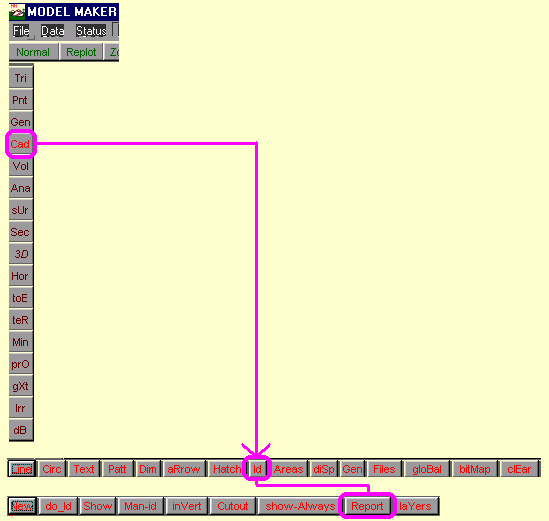 MODEL MAKER
File Data Status
Normal Replot Zo
Tri
Pnt
Gen
Cad
Vol
Ana
sUr
Sec
3D
Hor
toE
teR
Min
prO
gXt
Irr
dB
Line Circ Text Patt Dim aRrow Hatch Id Areas diSp Gen Files gloBal bitMap clEar
New do_Id Show Man-id inVert Cutout show-Always Report laYers